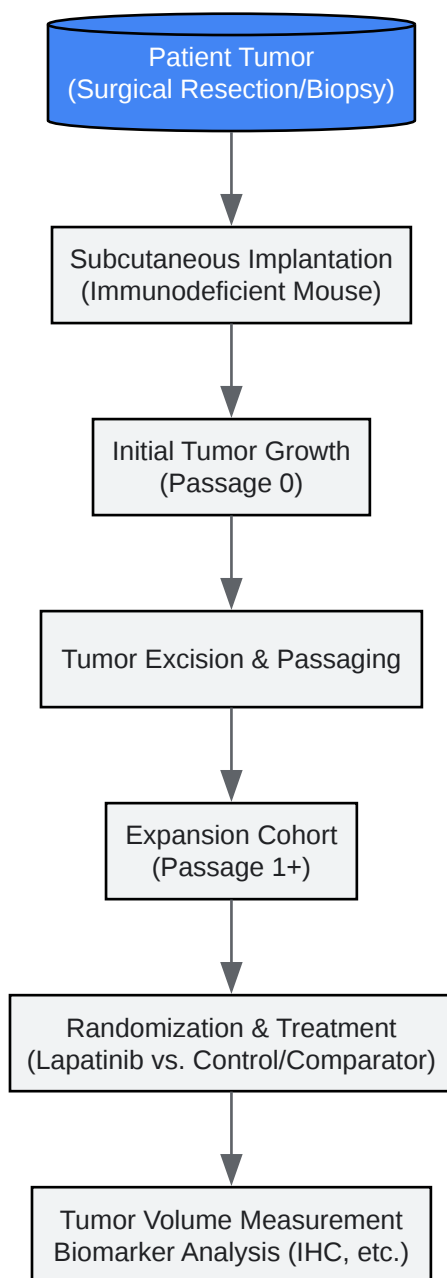 Patient Tumor
(Surgical Resection/Biopsy)
Subcutaneous Implantation
(Immunodeficient Mouse)
Initial Tumor Growth
(Passage 0)
Tumor Excision & Passaging
Expansion Cohort
(Passage 1+)
Randomization & Treatment
(Lapatinib vs. Control/Comparator)
Tumor Volume Measurement
Biomarker Analysis (IHC, etc.)